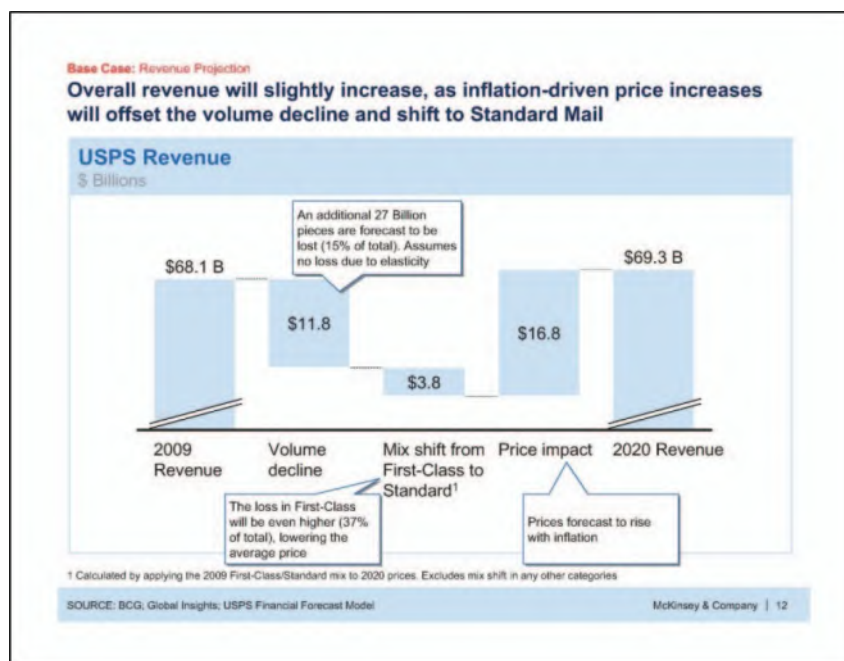 Base Case: Revenue Projection
Overall revenue will slightly increase, as inflation-driven price increases
will offset the volume decline and shift to Standard Mail
USPS Revenue
$ Billions
An additional 27 Billion
pieces are forecast to be
lost (15% of total). Assumes
no loss due to elasticity
$68.1 B
$11.8
$3.8
$16.8
$69.3 B
2009
Revenue
Volume
decline
Mix shift from
First-Class to
Standard1
Price impact
2020 Revenue
The loss in First-Class
will be even higher (37%
of total), lowering the
average price
Prices forecast to rise
with inflation
1 Calculated by applying the 2009 First-Class/Standard mix to 2020 prices. Excludes mix shift in any other categories
SOURCE: BCG; Global Insights; USPS Financial Forecast Model
McKinsey & Company | 12